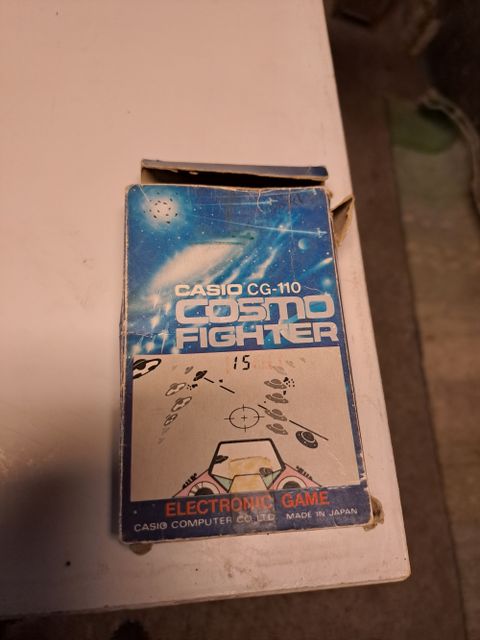 CASIO CG-110
COSMO
FIGHTER
15
ELECTRONIC GAME
CASIO COMPUTER CO., LTD. MADE IN JAPAN